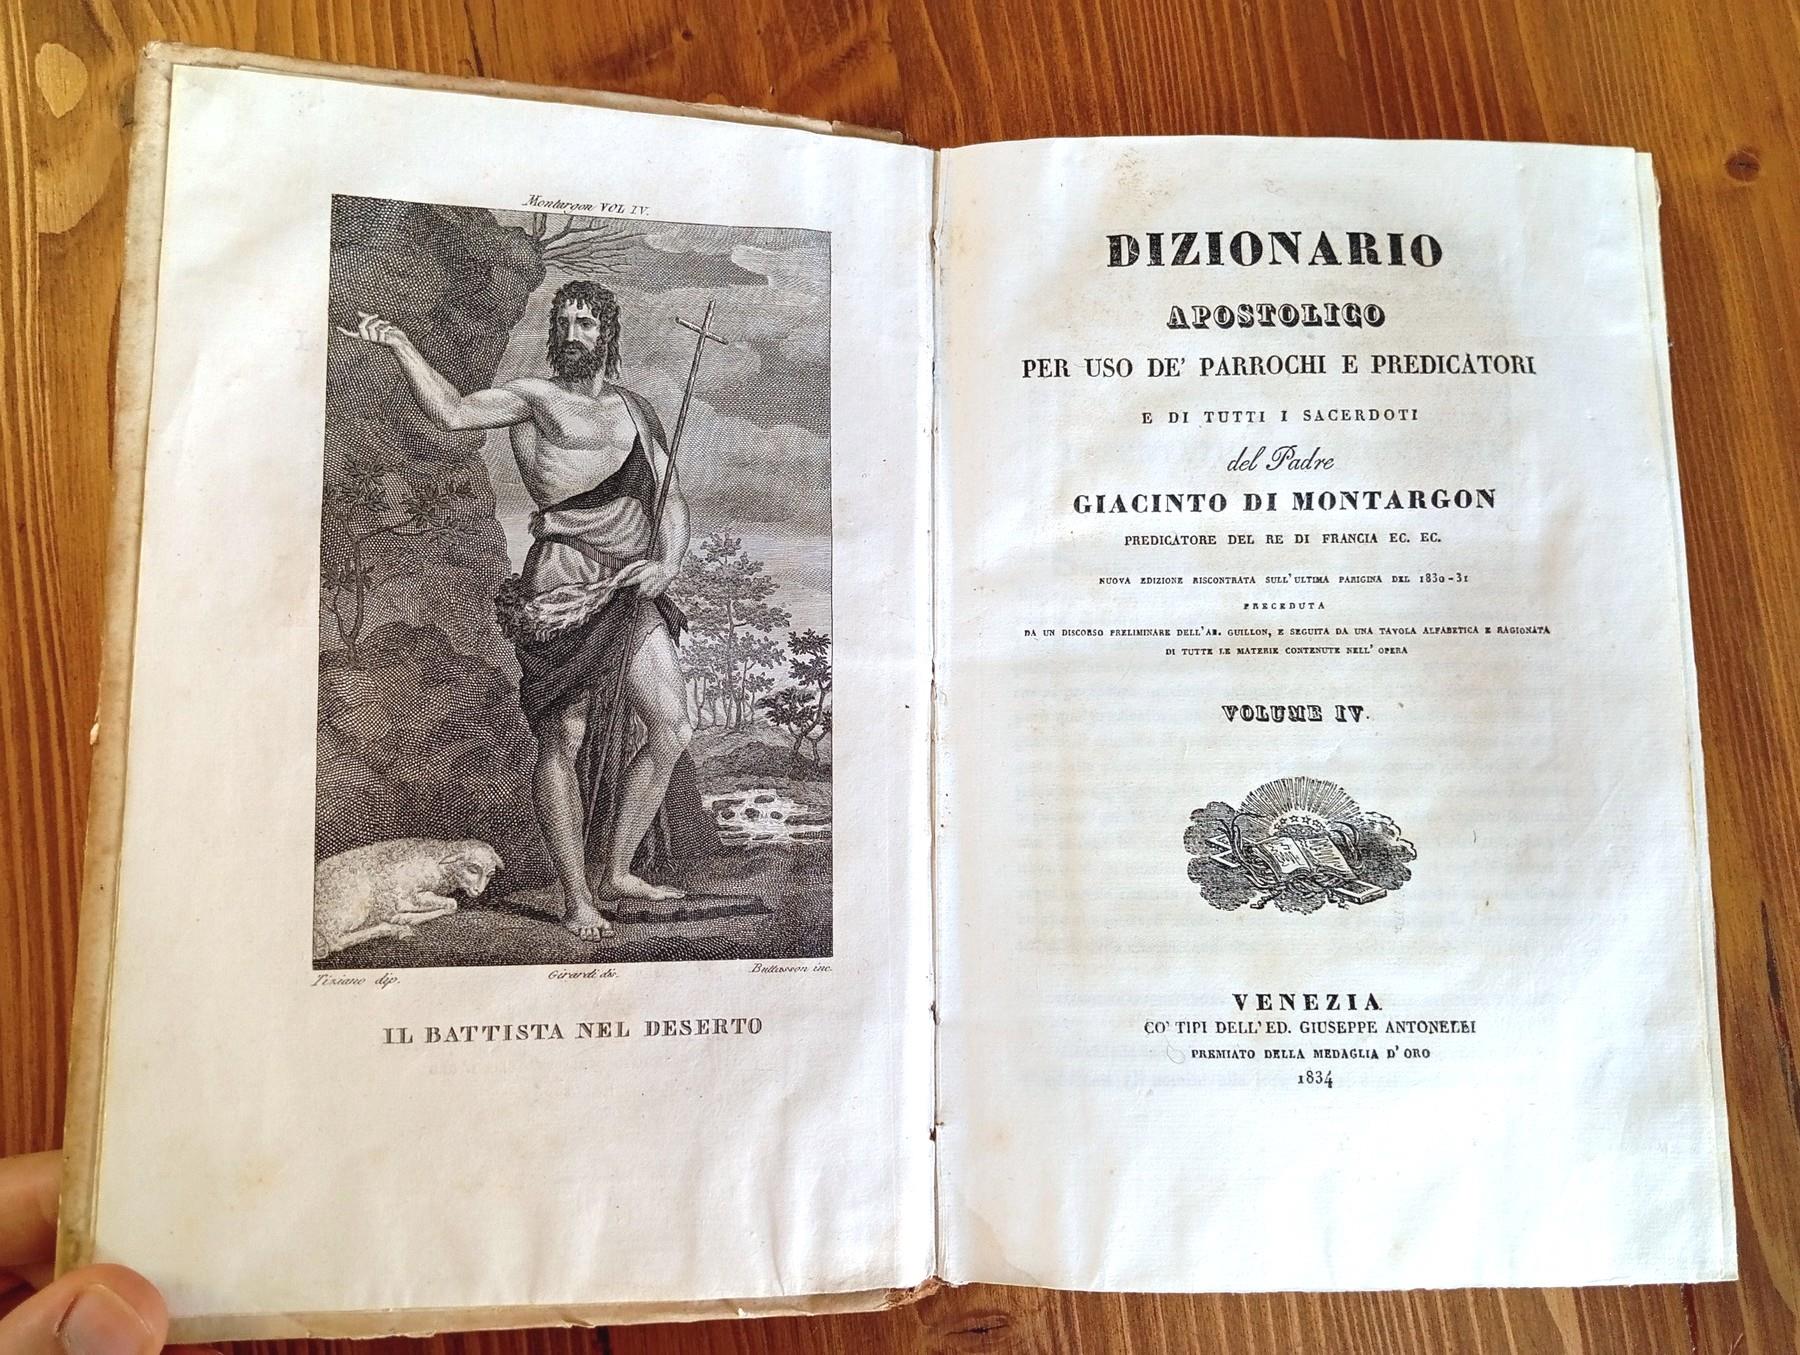 Montargon VOL IV.
Tiziano dip. Girardi dis. Buttasson inc.
IL BATTISTA NEL DESERTO
DIZIONARIO
APOSTOLICO
PER USO DE' PARROCHI E PREDICATORI
E DI TUTTI I SACERDOTI
del Padre
GIACINTO DI MONTARGON
PREDICATORE DEL RE DI FRANCIA EC. EC.
NUOVA EDIZIONE RISCONTRATA SULL'ULTIMA PARIGINA DEL 1830-31
PRECEDUTA
DA UN DISCORSO PRELIMINARE DELL'AB. GUILLON, E SEGUITA DA UNA TAVOLA ALFABETICA E RAGIONATA
DI TUTTE LE MATERIE CONTENUTE NELL' OPERA
VOLUME IV.
VENEZIA
CO' TIPI DELL'ED. GIUSEPPE ANTONELLI
PREMIATO DELLA MEDAGLIA D'ORO
1834